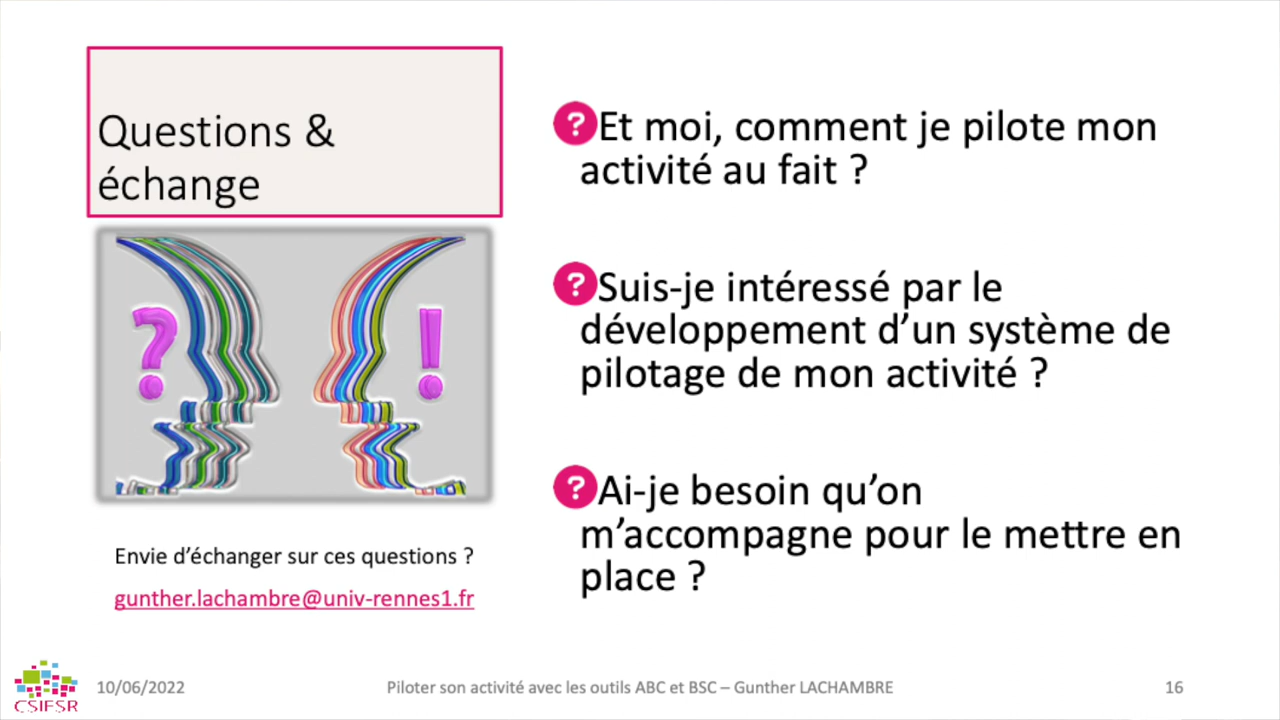 Questions &
échange
Envie d’échanger sur ces questions ?
gunther.lachambre@univ-rennes1.fr
? Et moi, comment je pilote mon
activité au fait ?
? Suis-je intéressé par le
développement d’un système de
pilotage de mon activité ?
? Ai-je besoin qu’on
m’accompagne pour le mettre en
place ?
? !
CSIESR
10/06/2022
Piloter son activité avec les outils ABC et BSC – Gunther LACHAMBRE
16